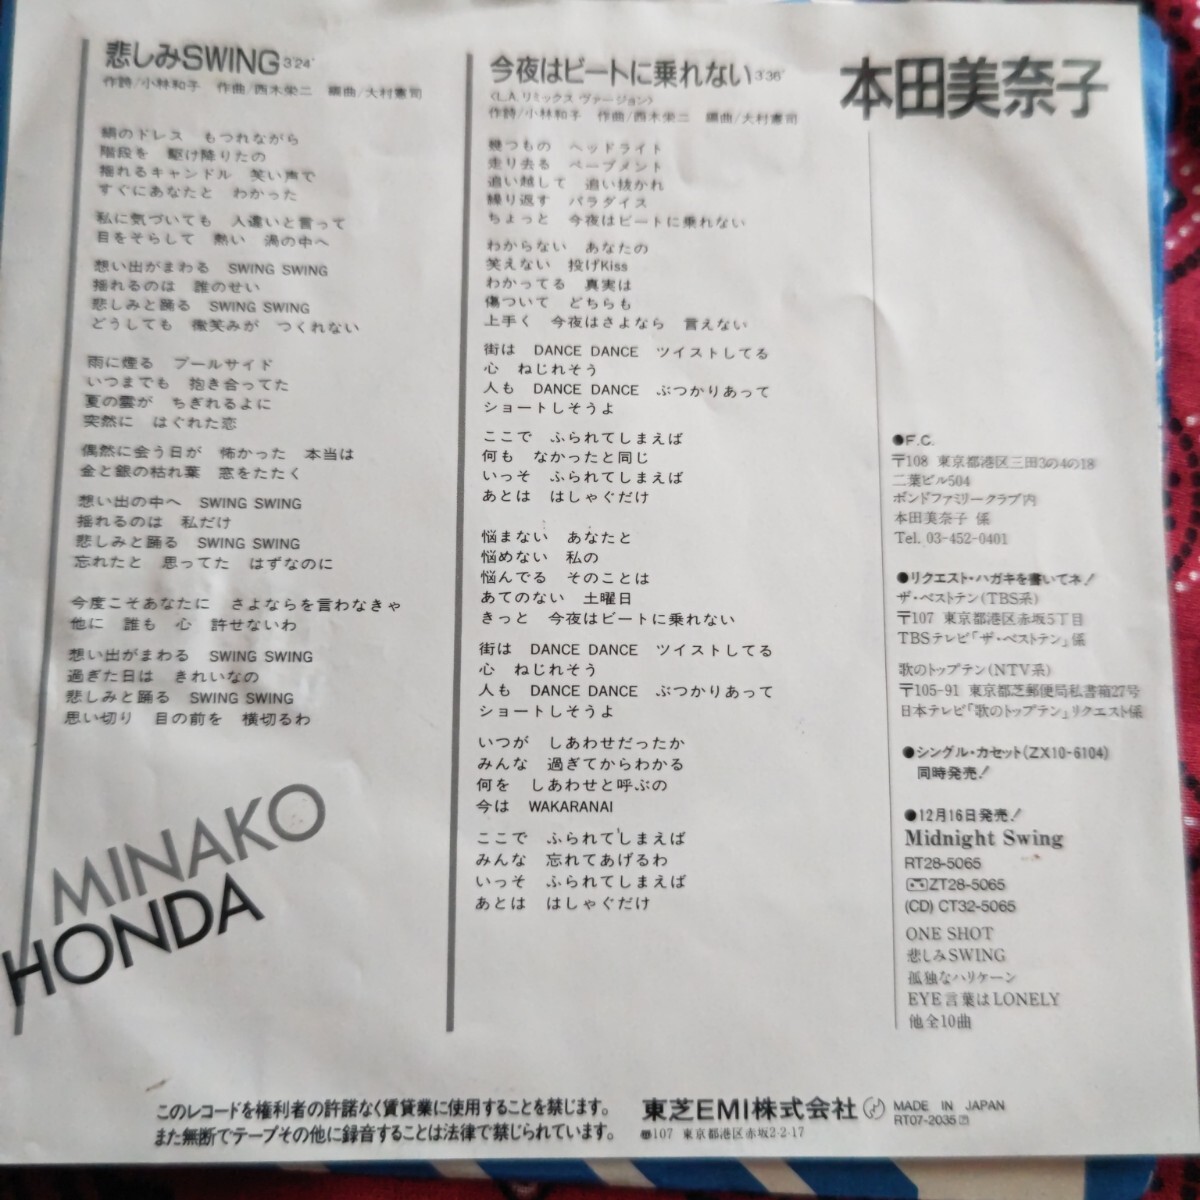 悲しみSWING 3'24"
作詩/小林和子 作曲/西木栄二 編曲/大村憲司
絹のドレス もつれながら
階段を 駆け降りたの
揺れるキャンドル 笑い声で
すぐにあなたと わかった
私に気づいても 人違いと言って
目をそらして 熱い 渦の中へ
想い出がまわる SWING SWING
揺れるのは 誰のせい
悲しみと踊る SWING SWING
どうしても 微笑みが つくれない
雨に煙る プールサイド
いつまでも 抱き合ってた
夏の雲が ちぎれるよに
突然に はぐれた恋
偶然に会う日が 怖かった 本当は
金と銀の枯れ葉 窓をたたく
想い出の中へ SWING SWING
揺れるのは 私だけ
悲しみと踊る SWING SWING
忘れたと 思ってた はずなのに
今度こそあなたに さよならを言わなきゃ
他に 誰も 心 許せないわ
想い出がまわる SWING SWING
過ぎた日は きれいなの
悲しみと踊る SWING SWING
思い切り 目の前を 横切るわ
MINAKO
HONDA
今夜はビートに乗れない 3'36"
〈L.A.リミックス ヴァージョン〉
作詩/小林和子 作曲/西木栄二 編曲/大村憲司
幾つもの ヘッドライト
走り去る ペーブメント
追い越して 追い抜かれ
繰り返す パラダイス
ちょっと 今夜はビートに乗れない
わからない あなたの
笑えない 投げKiss
わかってる 真実は
傷ついて どちらも
上手く 今夜はさよなら 言えない
街は DANCE DANCE ツイストしてる
心 ねじれそう
人も DANCE DANCE ぶつかりあって
ショートしそうよ
ここで ふられてしまえば
何も なかったと同じ
いっそ ふられてしまえば
あとは はしゃぐだけ
悩まない あなたと
悩めない 私の
悩んでる そのことは
あてのない 土曜日
きっと 今夜はビートに乗れない
街は DANCE DANCE ツイストしてる
心 ねじれそう
人も DANCE DANCE ぶつかりあって
ショートしそうよ
いつが しあわせだったか
みんな 過ぎてからわかる
何を しあわせと呼ぶの
今は WAKARANAI
ここで ふられてしまえば
みんな 忘れてあげるわ
いっそ ふられてしまえば
あとは はしゃぐだけ
本田美奈子
●F.C.
〒108 東京都港区三田3の4の18
二葉ビル504
ボンドファミリークラブ内
本田美奈子 係
Tel. 03-452-0401
●リクエスト・ハガキを書いてネ!
ザ・ベストテン(TBS系)
〒107 東京都港区赤坂5丁目
TBSテレビ「ザ・ベストテン」係
歌のトップテン(NTV系)
〒105-91 東京都芝郵便局私書箱27号
日本テレビ「歌のトップテン」リクエスト係
●シングル・カセット(ZX10-6104)
同時発売!
●12月16日発売!
Midnight Swing
RT28-5065
ZT28-5065
(CD) CT32-5065
ONE SHOT
悲しみSWING
孤独なハリケーン
EYE言葉はLONELY
他全10曲
このレコードを権利者の許諾なく賃貸業に使用することを禁じます。
また無断でテープその他に録音することは法律で禁じられています。
東芝EMI株式会社
〒107 東京都港区赤坂2-2-17
MADE IN JAPAN
RT07-2035